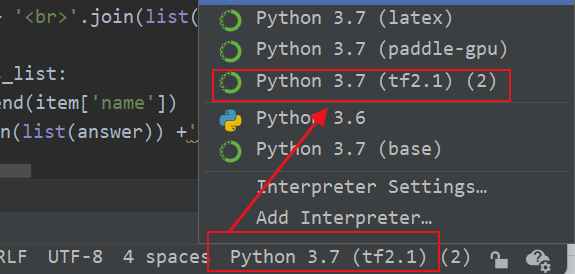 '<br>'.join(list(
_list:
end(item['name'])
n(list(answer)) +'
Python 3.7 (latex)
Python 3.7 (paddle-gpu)
Python 3.7 (tf2.1) (2)
Python 3.6
Python 3.7 (base)
Interpreter Settings…
Add Interpreter…
RLF UTF-8 4 spaces Python 3.7 (tf2.1) (2)